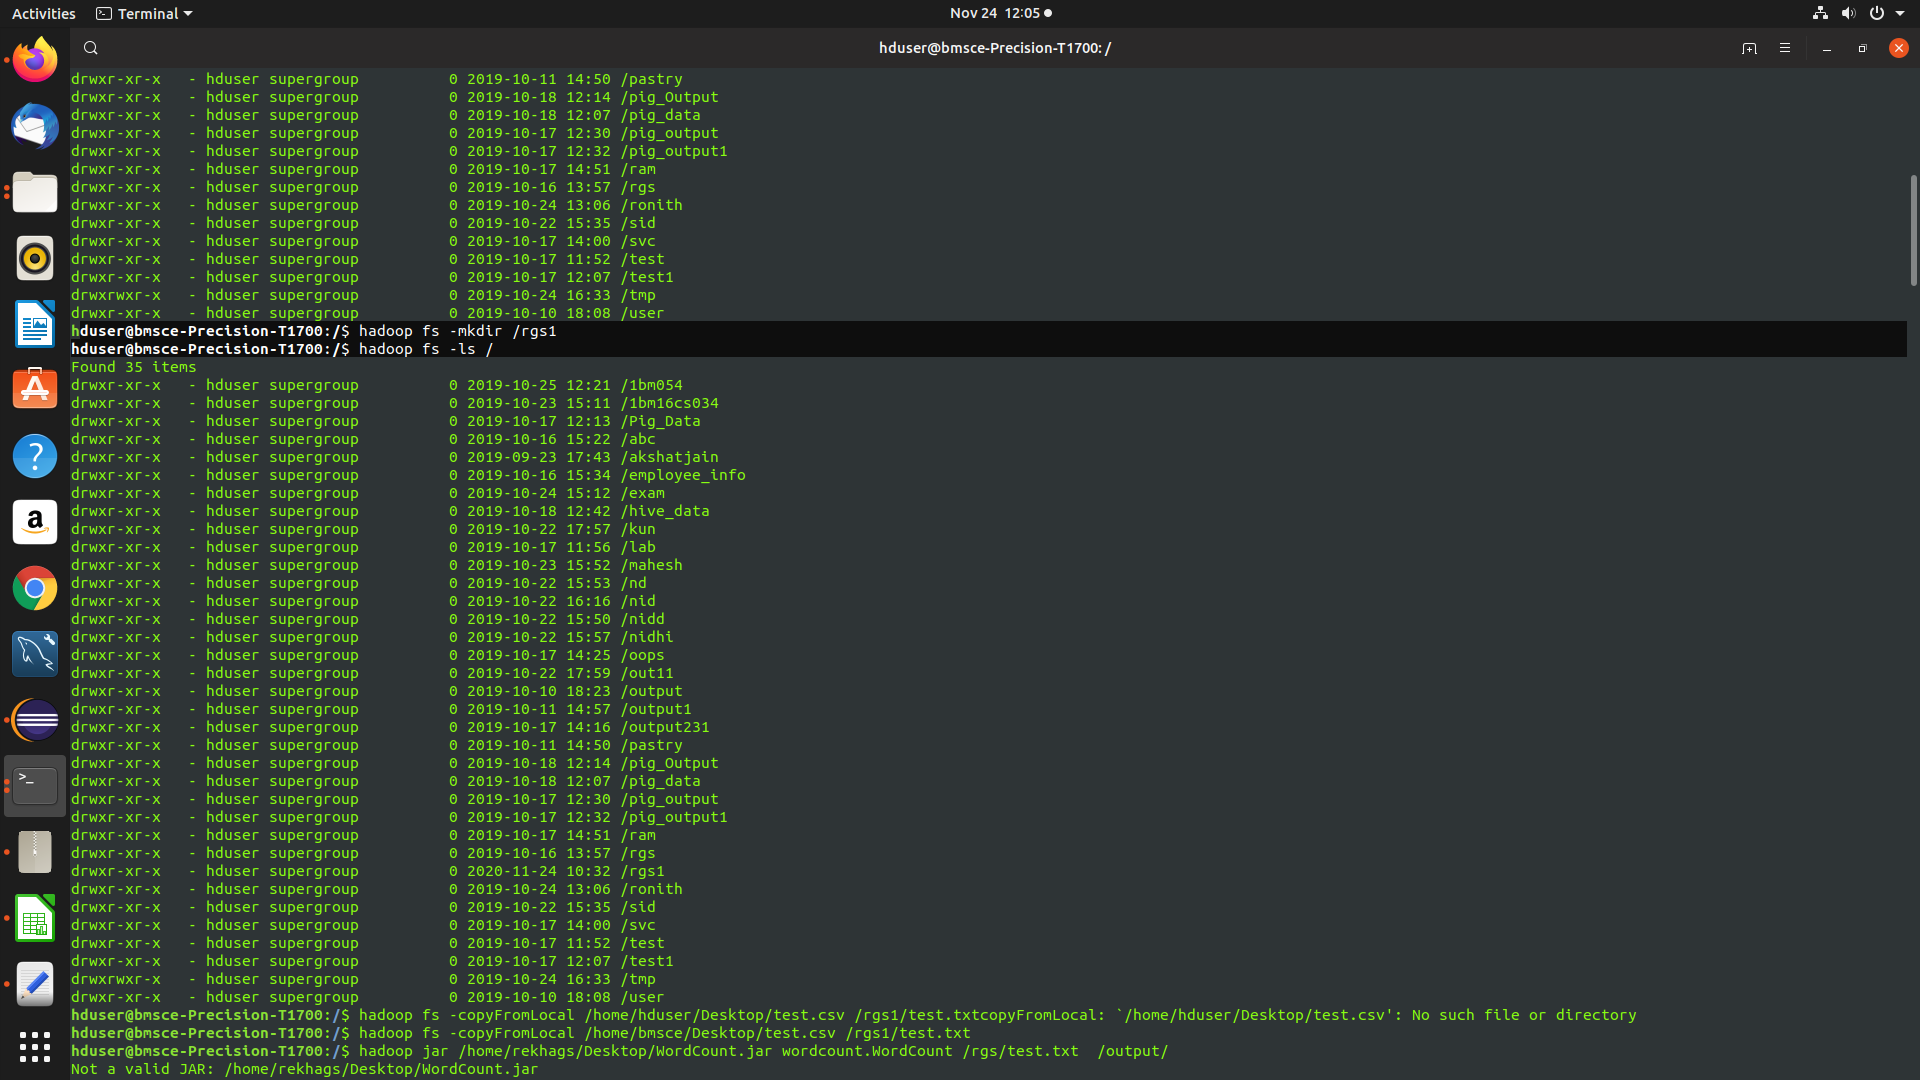 Activities Terminal Nov 24 12:05
hduser@bmsce-Precision-T1700: /
drwxr-xr-x - hduser supergroup 0 2019-10-11 14:50 /pastry
drwxr-xr-x - hduser supergroup 0 2019-10-18 12:14 /pig_Output
drwxr-xr-x - hduser supergroup 0 2019-10-18 12:07 /pig_data
drwxr-xr-x - hduser supergroup 0 2019-10-17 12:30 /pig_output
drwxr-xr-x - hduser supergroup 0 2019-10-17 12:32 /pig_output1
drwxr-xr-x - hduser supergroup 0 2019-10-17 14:51 /ram
drwxr-xr-x - hduser supergroup 0 2019-10-16 13:57 /rgs
drwxr-xr-x - hduser supergroup 0 2019-10-24 13:06 /ronith
drwxr-xr-x - hduser supergroup 0 2019-10-22 15:35 /sid
drwxr-xr-x - hduser supergroup 0 2019-10-17 14:00 /svc
drwxr-xr-x - hduser supergroup 0 2019-10-17 11:52 /test
drwxr-xr-x - hduser supergroup 0 2019-10-17 12:07 /test1
drwxrwxr-x - hduser supergroup 0 2019-10-24 16:33 /tmp
drwxr-xr-x - hduser supergroup 0 2019-10-10 18:08 /user
hduser@bmsce-Precision-T1700:/$ hadoop fs -mkdir /rgs1
hduser@bmsce-Precision-T1700:/$ hadoop fs -ls /
Found 35 items
drwxr-xr-x - hduser supergroup 0 2019-10-25 12:21 /1bm054
drwxr-xr-x - hduser supergroup 0 2019-10-23 15:11 /1bm16cs034
drwxr-xr-x - hduser supergroup 0 2019-10-17 12:13 /Pig_Data
drwxr-xr-x - hduser supergroup 0 2019-10-16 15:22 /abc
drwxr-xr-x - hduser supergroup 0 2019-09-23 17:43 /akshatjain
drwxr-xr-x - hduser supergroup 0 2019-10-16 15:34 /employee_info
drwxr-xr-x - hduser supergroup 0 2019-10-24 15:12 /exam
drwxr-xr-x - hduser supergroup 0 2019-10-18 12:42 /hive_data
drwxr-xr-x - hduser supergroup 0 2019-10-22 17:57 /kun
drwxr-xr-x - hduser supergroup 0 2019-10-17 11:56 /lab
drwxr-xr-x - hduser supergroup 0 2019-10-23 15:52 /mahesh
drwxr-xr-x - hduser supergroup 0 2019-10-22 15:53 /nd
drwxr-xr-x - hduser supergroup 0 2019-10-22 16:16 /nid
drwxr-xr-x - hduser supergroup 0 2019-10-22 15:50 /nidd
drwxr-xr-x - hduser supergroup 0 2019-10-22 15:57 /nidhi
drwxr-xr-x - hduser supergroup 0 2019-10-17 14:25 /oops
drwxr-xr-x - hduser supergroup 0 2019-10-22 17:59 /out11
drwxr-xr-x - hduser supergroup 0 2019-10-10 18:23 /output
drwxr-xr-x - hduser supergroup 0 2019-10-11 14:57 /output1
drwxr-xr-x - hduser supergroup 0 2019-10-17 14:16 /output231
drwxr-xr-x - hduser supergroup 0 2019-10-11 14:50 /pastry
drwxr-xr-x - hduser supergroup 0 2019-10-18 12:14 /pig_Output
drwxr-xr-x - hduser supergroup 0 2019-10-18 12:07 /pig_data
drwxr-xr-x - hduser supergroup 0 2019-10-17 12:30 /pig_output
drwxr-xr-x - hduser supergroup 0 2019-10-17 12:32 /pig_output1
drwxr-xr-x - hduser supergroup 0 2019-10-17 14:51 /ram
drwxr-xr-x - hduser supergroup 0 2019-10-16 13:57 /rgs
drwxr-xr-x - hduser supergroup 0 2020-11-24 10:32 /rgs1
drwxr-xr-x - hduser supergroup 0 2019-10-24 13:06 /ronith
drwxr-xr-x - hduser supergroup 0 2019-10-22 15:35 /sid
drwxr-xr-x - hduser supergroup 0 2019-10-17 14:00 /svc
drwxr-xr-x - hduser supergroup 0 2019-10-17 11:52 /test
drwxr-xr-x - hduser supergroup 0 2019-10-17 12:07 /test1
drwxrwxr-x - hduser supergroup 0 2019-10-24 16:33 /tmp
drwxr-xr-x - hduser supergroup 0 2019-10-10 18:08 /user
hduser@bmsce-Precision-T1700:/$ hadoop fs -copyFromLocal /home/hduser/Desktop/test.csv /rgs1/test.txtcopyFromLocal: `/home/hduser/Desktop/test.csv': No such file or directory
hduser@bmsce-Precision-T1700:/$ hadoop fs -copyFromLocal /home/bmsce/Desktop/test.csv /rgs1/test.txt
hduser@bmsce-Precision-T1700:/$ hadoop jar /home/rekhags/Desktop/WordCount.jar wordcount.WordCount /rgs/test.txt  /output/
Not a valid JAR: /home/rekhags/Desktop/WordCount.jar